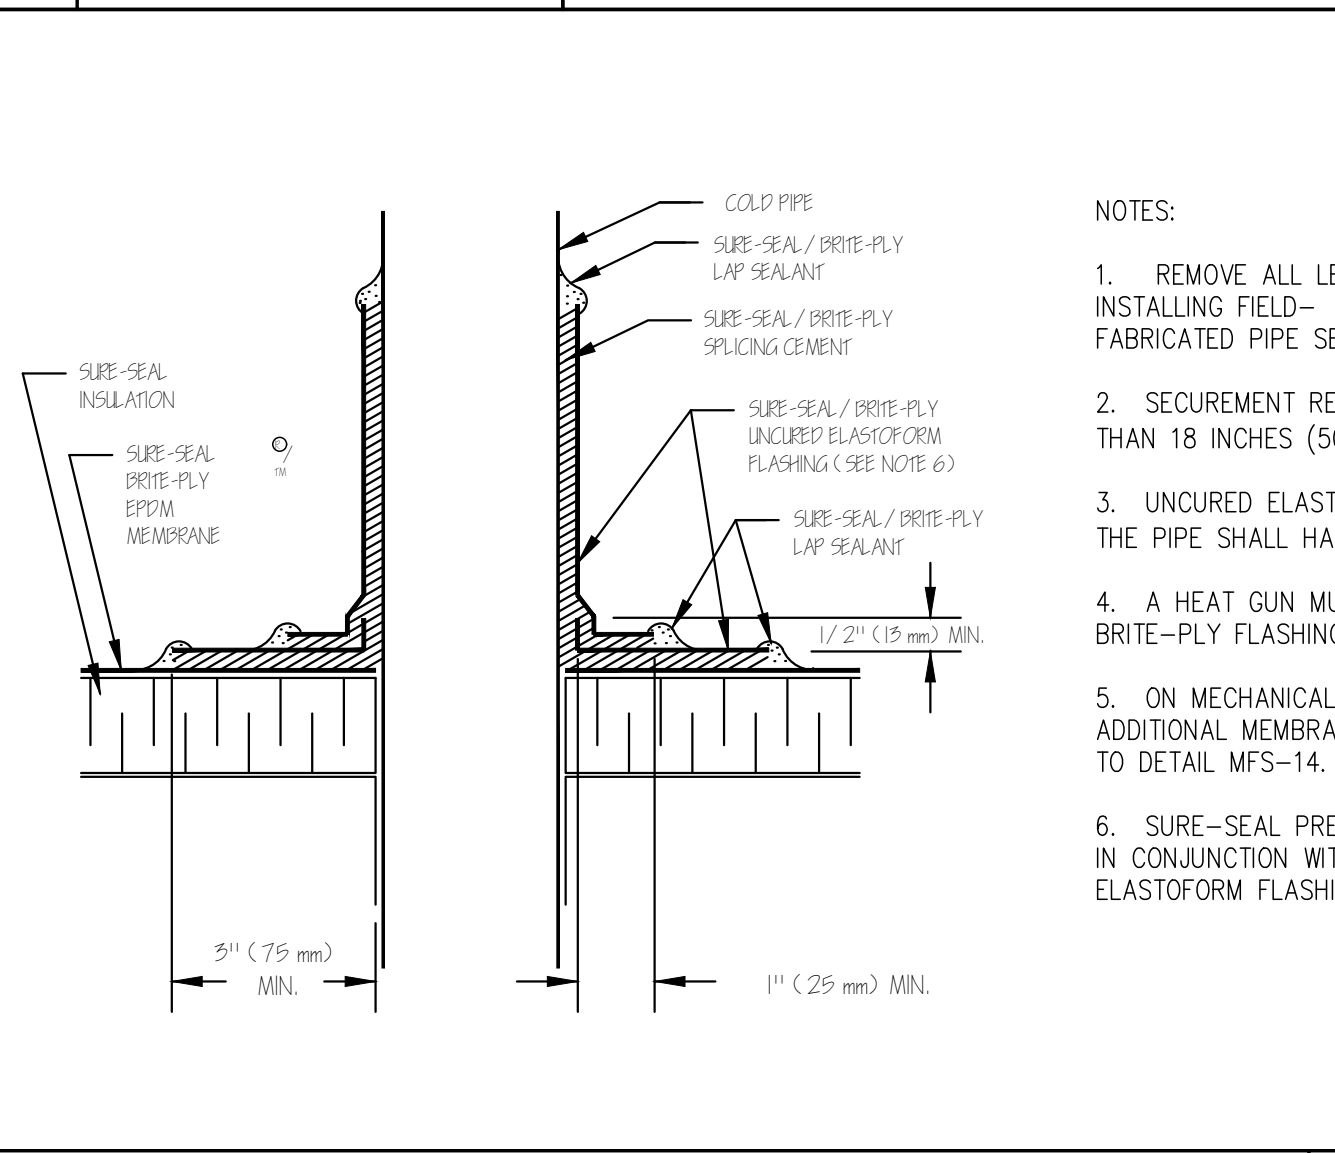 COLD PIPE
SURE-SEAL / BRITE-PLY
LAP SEALANT
SURE-SEAL / BRITE-PLY
SPLICING CEMENT
SURE-SEAL
INSULATION
SURE-SEAL
BRITE-PLY
EPDM
MEMBRANE
®/
TM
SURE-SEAL / BRITE-PLY
UNCURED ELASTOFORM
FLASHING ( SEE NOTE 6)
SURE-SEAL / BRITE-PLY
LAP SEALANT
1/ 2" ( 13 mm) MIN.
3" ( 75 mm)
MIN.
1" ( 25 mm) MIN.
NOTES:
1. REMOVE ALL LE
INSTALLING FIELD–
FABRICATED PIPE SE
2. SECUREMENT RE
THAN 18 INCHES (50
3. UNCURED ELAST
THE PIPE SHALL HA
4. A HEAT GUN MU
BRITE–PLY FLASHING
5. ON MECHANICAL
ADDITIONAL MEMBRA
TO DETAIL MFS–14.
6. SURE–SEAL PRE
IN CONJUNCTION WIT
ELASTOFORM FLASHI